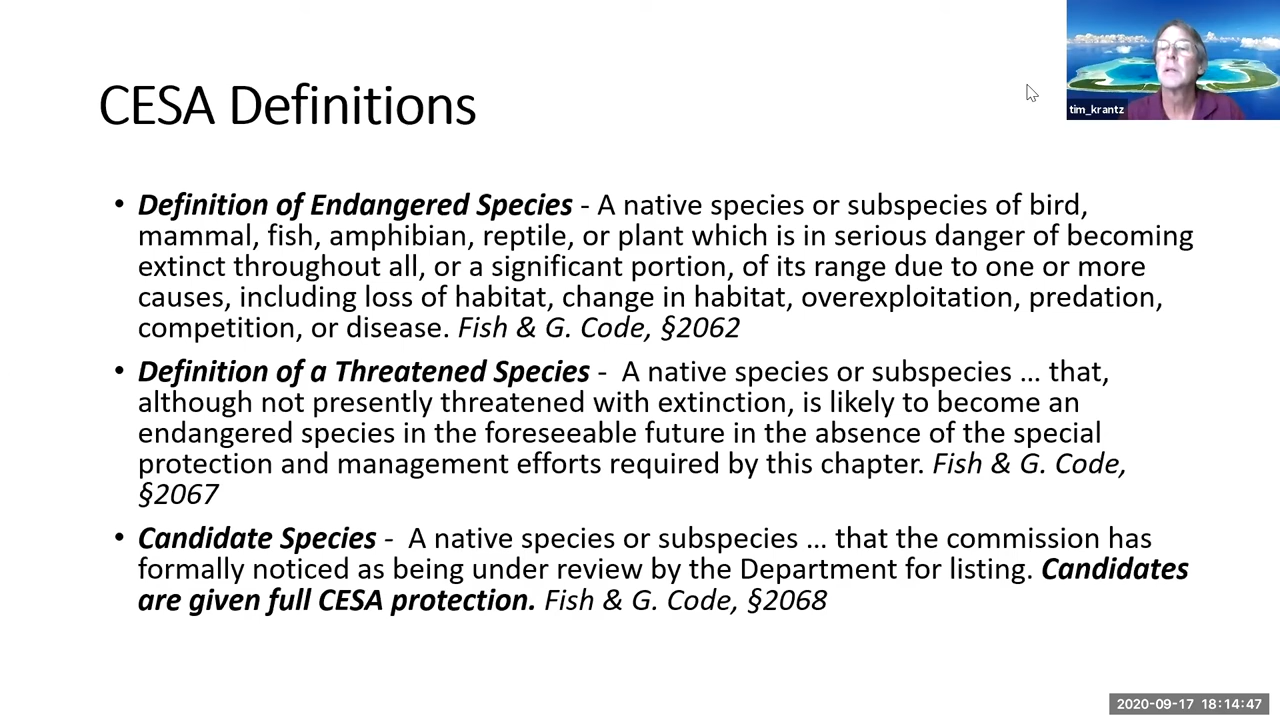 CESA Definitions
tim_krantz
• Definition of Endangered Species - A native species or subspecies of bird,
mammal, fish, amphibian, reptile, or plant which is in serious danger of becoming
extinct throughout all, or a significant portion, of its range due to one or more
causes, including loss of habitat, change in habitat, overexploitation, predation,
competition, or disease. Fish & G. Code, §2062
• Definition of a Threatened Species - A native species or subspecies … that,
although not presently threatened with extinction, is likely to become an
endangered species in the foreseeable future in the absence of the special
protection and management efforts required by this chapter. Fish & G. Code,
§2067
• Candidate Species - A native species or subspecies … that the commission has
formally noticed as being under review by the Department for listing. Candidates
are given full CESA protection. Fish & G. Code, §2068
2020-09-17 18:14:47